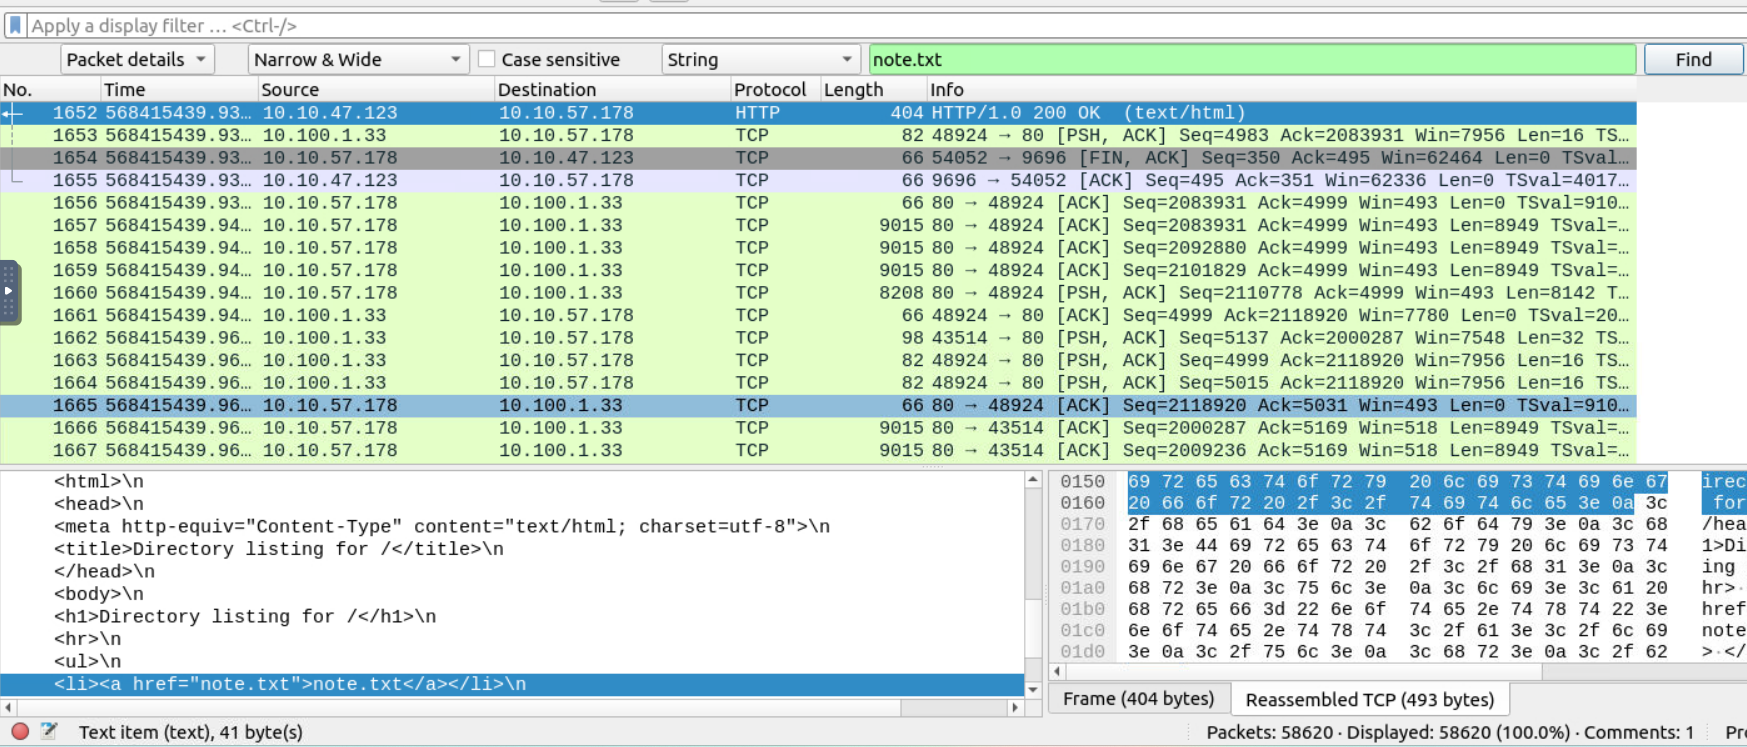 Apply a display filter … <Ctrl-/>
Packet details Narrow & Wide Case sensitive String note.txt Find
No. Time Source Destination Protocol Length Info
1652 568415439.93… 10.10.47.123 10.10.57.178 HTTP 404 HTTP/1.0 200 OK (text/html)
1653 568415439.93… 10.100.1.33 10.10.57.178 TCP 82 48924 → 80 [PSH, ACK] Seq=4983 Ack=2083931 Win=7956 Len=16 TS…
1654 568415439.93… 10.10.57.178 10.10.47.123 TCP 66 54052 → 9696 [FIN, ACK] Seq=350 Ack=495 Win=62464 Len=0 TSval…
1655 568415439.93… 10.10.47.123 10.10.57.178 TCP 66 9696 → 54052 [ACK] Seq=495 Ack=351 Win=62336 Len=0 TSval=4017…
1656 568415439.93… 10.10.57.178 10.100.1.33 TCP 66 80 → 48924 [ACK] Seq=2083931 Ack=4999 Win=493 Len=0 TSval=910…
1657 568415439.94… 10.10.57.178 10.100.1.33 TCP 9015 80 → 48924 [ACK] Seq=2083931 Ack=4999 Win=493 Len=8949 TSval=…
1658 568415439.94… 10.10.57.178 10.100.1.33 TCP 9015 80 → 48924 [ACK] Seq=2092880 Ack=4999 Win=493 Len=8949 TSval=…
1659 568415439.94… 10.10.57.178 10.100.1.33 TCP 9015 80 → 48924 [ACK] Seq=2101829 Ack=4999 Win=493 Len=8949 TSval=…
1660 568415439.94… 10.10.57.178 10.100.1.33 TCP 8208 80 → 48924 [PSH, ACK] Seq=2110778 Ack=4999 Win=493 Len=8142 T…
1661 568415439.94… 10.100.1.33 10.10.57.178 TCP 66 48924 → 80 [ACK] Seq=4999 Ack=2118920 Win=7780 Len=0 TSval=20…
1662 568415439.96… 10.100.1.33 10.10.57.178 TCP 98 43514 → 80 [PSH, ACK] Seq=5137 Ack=2000287 Win=7548 Len=32 TS…
1663 568415439.96… 10.100.1.33 10.10.57.178 TCP 82 48924 → 80 [PSH, ACK] Seq=4999 Ack=2118920 Win=7956 Len=16 TS…
1664 568415439.96… 10.100.1.33 10.10.57.178 TCP 82 48924 → 80 [PSH, ACK] Seq=5015 Ack=2118920 Win=7956 Len=16 TS…
1665 568415439.96… 10.10.57.178 10.100.1.33 TCP 66 80 → 48924 [ACK] Seq=2118920 Ack=5031 Win=493 Len=0 TSval=910…
1666 568415439.96… 10.10.57.178 10.100.1.33 TCP 9015 80 → 43514 [ACK] Seq=2000287 Ack=5169 Win=518 Len=8949 TSval=…
1667 568415439.96… 10.10.57.178 10.100.1.33 TCP 9015 80 → 43514 [ACK] Seq=2009236 Ack=5169 Win=518 Len=8949 TSval=…
<html>\n
<head>\n
<meta http-equiv="Content-Type" content="text/html; charset=utf-8">\n
<title>Directory listing for /</title>\n
</head>\n
<body>\n
<h1>Directory listing for /</h1>\n
<hr>\n
<ul>\n
<li><a href="note.txt">note.txt</a></li>\n
0150 69 72 65 63 74 6f 72 79 20 6c 69 73 74 69 6e 67 irec
0160 20 66 6f 72 20 2f 3c 2f 74 69 74 6c 65 3e 0a 3c for
0170 2f 68 65 61 64 3e 0a 3c 62 6f 64 79 3e 0a 3c 68 /hea
0180 31 3e 44 69 72 65 63 74 6f 72 79 20 6c 69 73 74 1>Di
0190 69 6e 67 20 66 6f 72 20 2f 3c 2f 68 31 3e 0a 3c ing
01a0 68 72 3e 0a 3c 75 6c 3e 0a 3c 6c 69 3e 3c 61 20 hr>·
01b0 68 72 65 66 3d 22 6e 6f 74 65 2e 74 78 74 22 3e href
01c0 6e 6f 74 65 2e 74 78 74 3c 2f 61 3e 3c 2f 6c 69 note
01d0 3e 0a 3c 2f 75 6c 3e 0a 3c 68 72 3e 0a 3c 2f 62 >·</
Frame (404 bytes) Reassembled TCP (493 bytes)
Text item (text), 41 byte(s) Packets: 58620 · Displayed: 58620 (100.0%) · Comments: 1 Pr